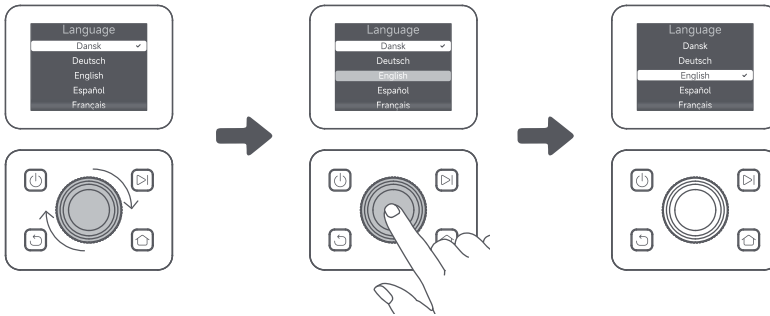 Language
Dansk
Deutsch
English
Español
Français
Language
Dansk
Deutsch
English
Español
Français
Language
Dansk
Deutsch
English
Español
Français